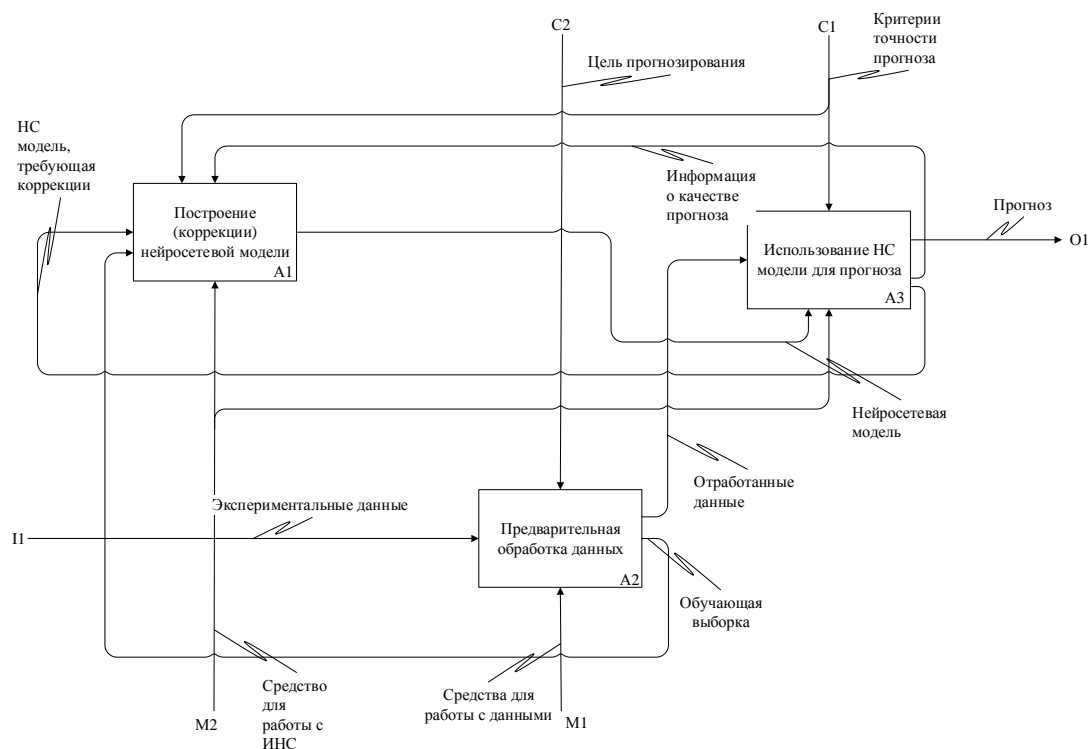 C2
C1
Критерии
точности
прогноза
Цель прогнозирования
НС
модель,
требующая
коррекции
Информация
о качестве
прогноза
Прогноз
O1
Построение
(коррекции)
нейросетевой модели
A1
Использование НС
модели для прогноза
A3
Нейросетевая
модель
Отработанные
данные
Экспериментальные данные
I1
Предварительная
обработка данных
A2
Обучающая
выборка
Средство
для
работы с
ИНС
M2
Средства для
работы с данными
M1